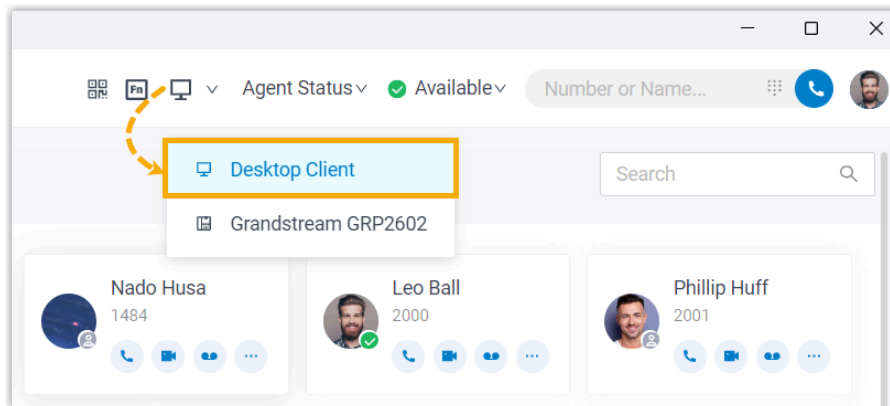 Fn
Agent Status
Available
Number or Name...
Desktop Client
Search
Grandstream GRP2602
Nado Husa
Leo Ball
Phillip Huff
1484
2000
2001